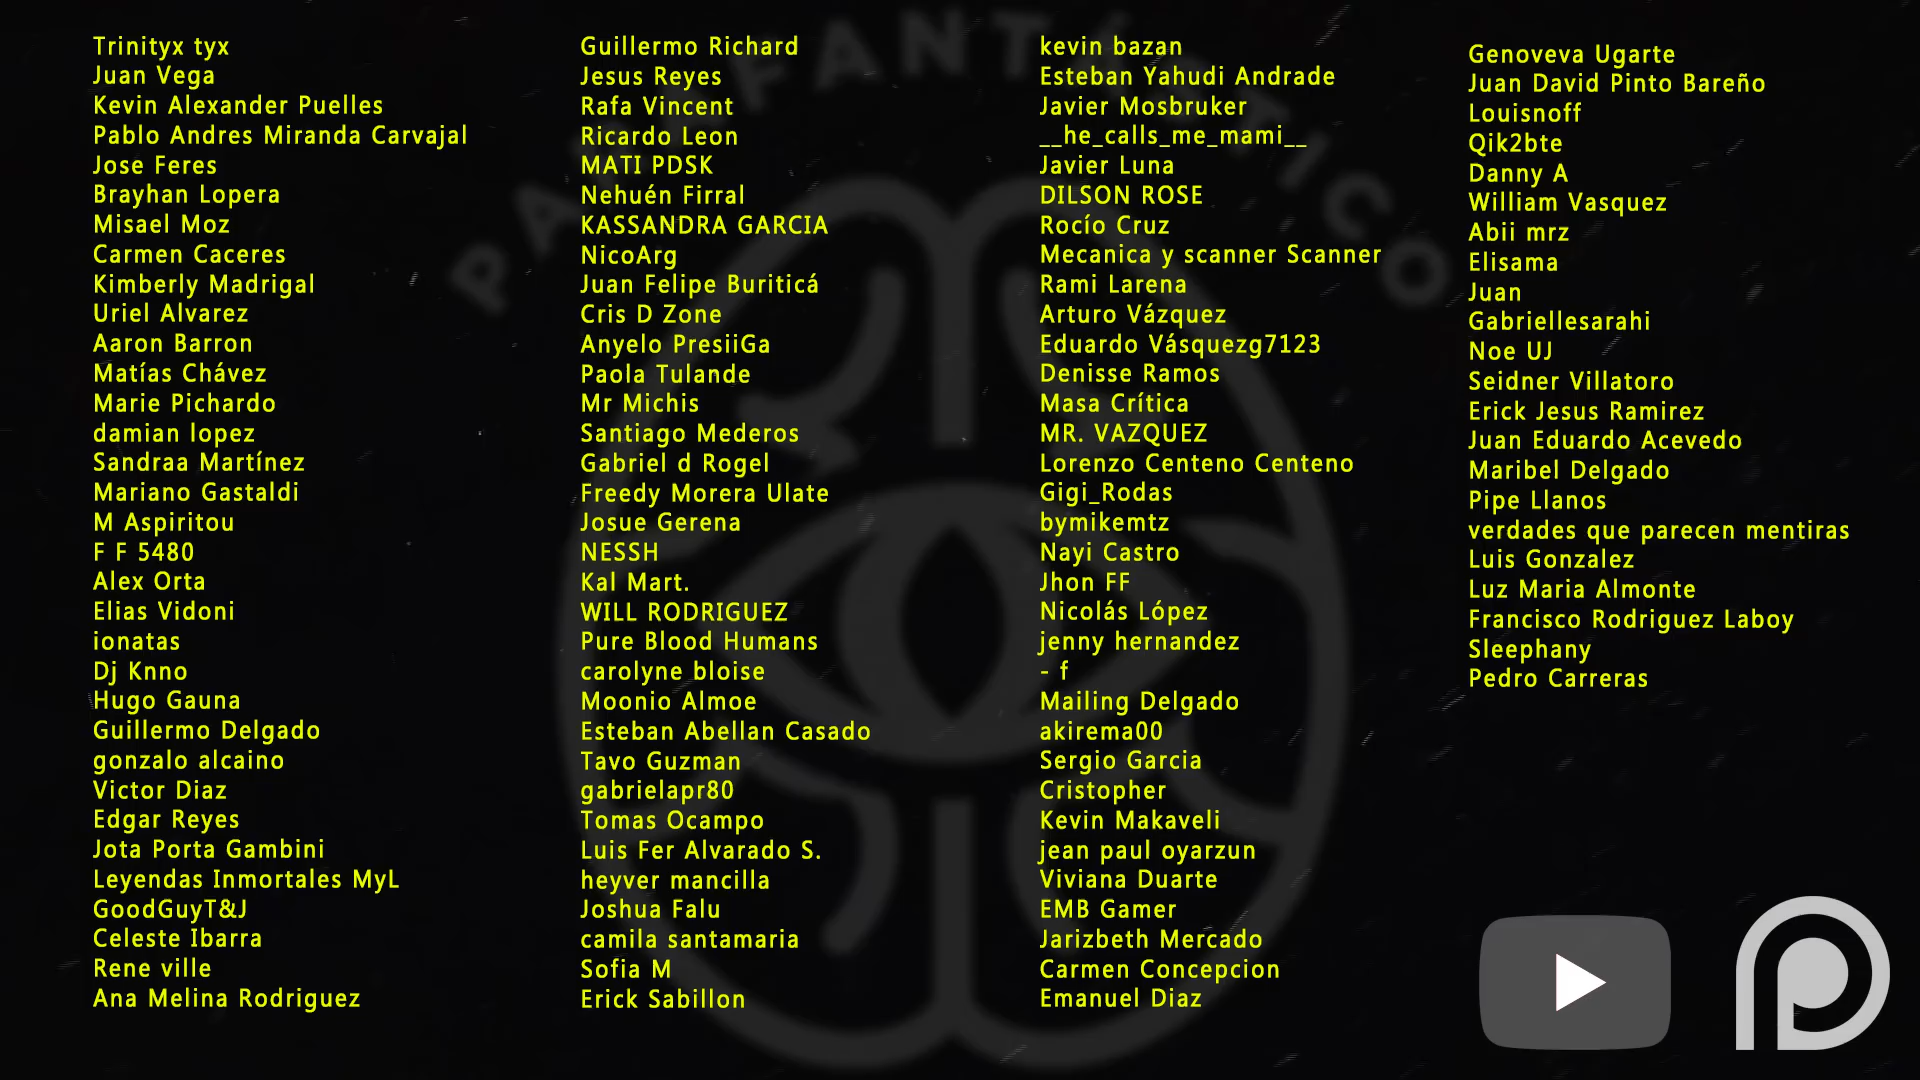 PARAFANTÁSTICO
Trinityx tyx
Juan Vega
Kevin Alexander Puelles
Pablo Andres Miranda Carvajal
Jose Feres
Brayhan Lopera
Misael Moz
Carmen Caceres
Kimberly Madrigal
Uriel Alvarez
Aaron Barron
Matías Chávez
Marie Pichardo
damian lopez
Sandraa Martínez
Mariano Gastaldi
M Aspiritou
F F 5480
Alex Orta
Elias Vidoni
ionatas
Dj Knno
Hugo Gauna
Guillermo Delgado
gonzalo alcaino
Victor Diaz
Edgar Reyes
Jota Porta Gambini
Leyendas Inmortales MyL
GoodGuyT&J
Celeste Ibarra
Rene ville
Ana Melina Rodriguez
Guillermo Richard
Jesus Reyes
Rafa Vincent
Ricardo Leon
MATI PDSK
Nehuén Firral
KASSANDRA GARCIA
NicoArg
Juan Felipe Buriticá
Cris D Zone
Anyelo PresiiGa
Paola Tulande
Mr Michis
Santiago Mederos
Gabriel d Rogel
Freedy Morera Ulate
Josue Gerena
NESSH
Kal Mart.
WILL RODRIGUEZ
Pure Blood Humans
carolyne bloise
Moonio Almoe
Esteban Abellan Casado
Tavo Guzman
gabrielapr80
Tomas Ocampo
Luis Fer Alvarado S.
heyver mancilla
Joshua Falu
camila santamaria
Sofia M
Erick Sabillon
kevin bazan
Esteban Yahudi Andrade
Javier Mosbruker
__he_calls_me_mami__
Javier Luna
DILSON ROSE
Rocío Cruz
Mecanica y scanner Scanner
Rami Larena
Arturo Vázquez
Eduardo Vásquezg7123
Denisse Ramos
Masa Crítica
MR. VAZQUEZ
Lorenzo Centeno Centeno
Gigi_Rodas
bymikemtz
Nayi Castro
Jhon FF
Nicolás López
jenny hernandez
- f
Mailing Delgado
akirema00
Sergio Garcia
Cristopher
Kevin Makaveli
jean paul oyarzun
Viviana Duarte
EMB Gamer
Jarizbeth Mercado
Carmen Concepcion
Emanuel Diaz
Genoveva Ugarte
Juan David Pinto Bareño
Louisnoff
Qik2bte
Danny A
William Vasquez
Abii mrz
Elisama
Juan
Gabriellesarahi
Noe UJ
Seidner Villatoro
Erick Jesus Ramirez
Juan Eduardo Acevedo
Maribel Delgado
Pipe Llanos
verdades que parecen mentiras
Luis Gonzalez
Luz Maria Almonte
Francisco Rodriguez Laboy
Sleephany
Pedro Carreras